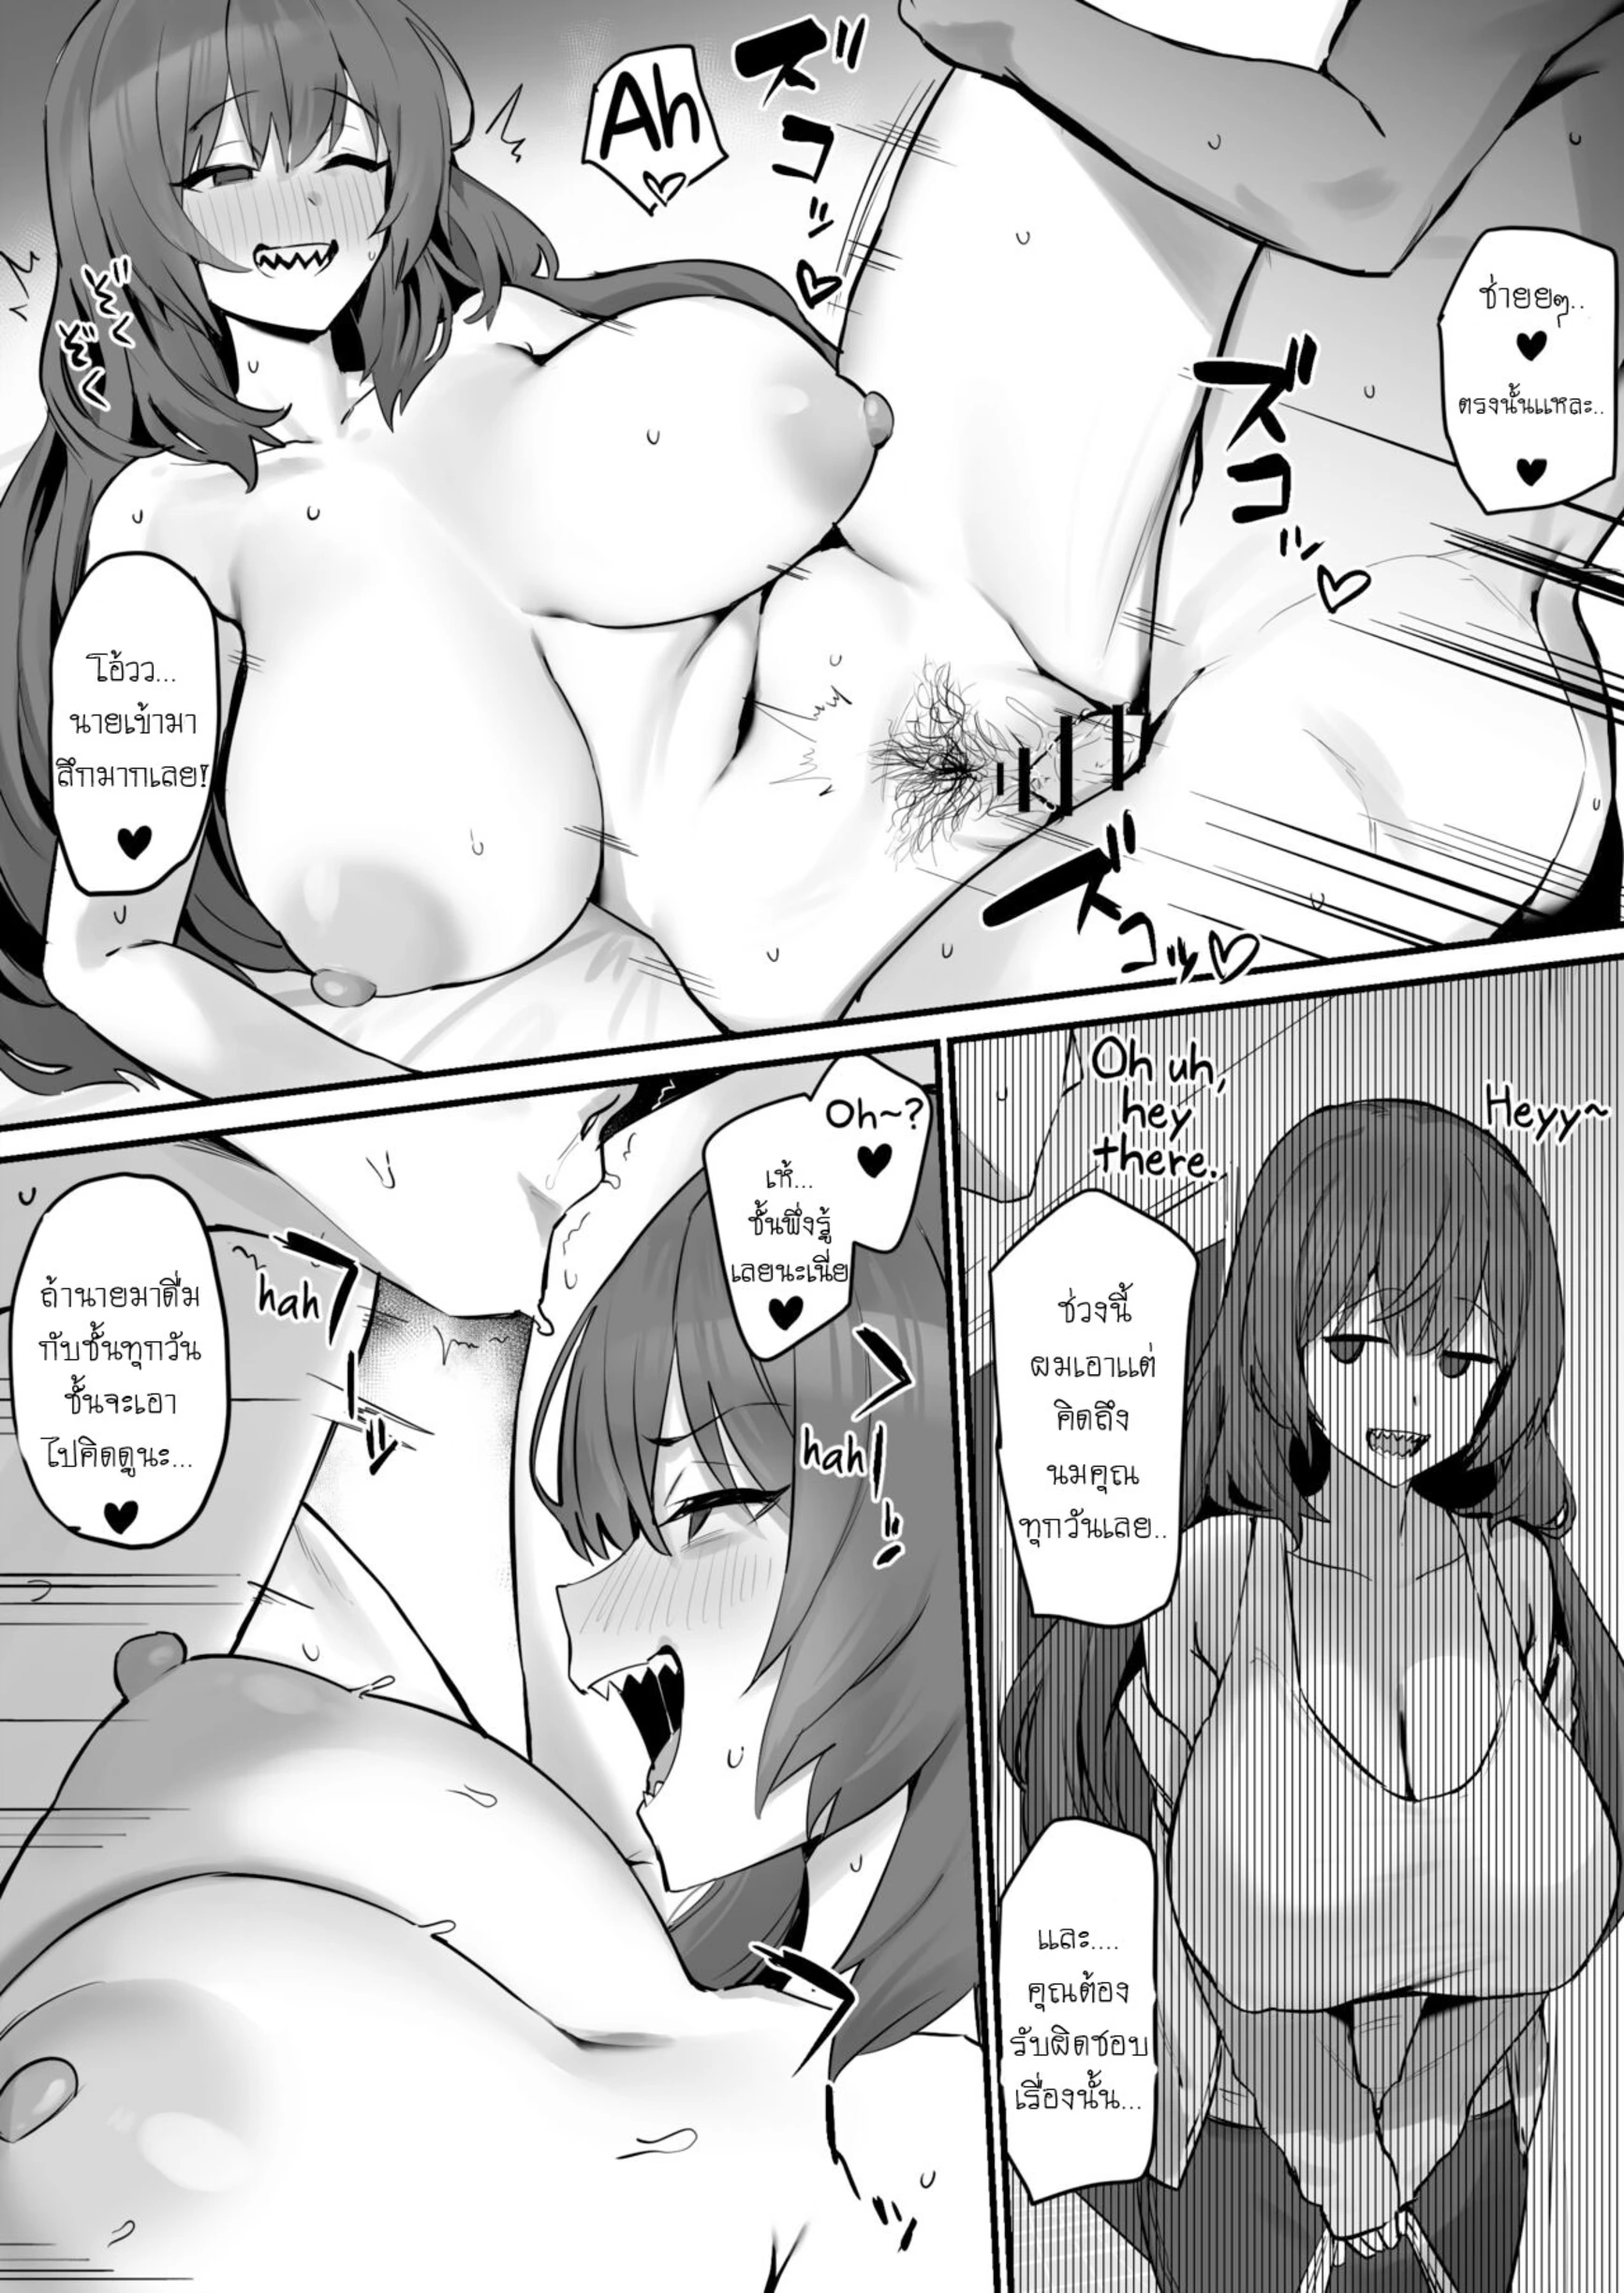 Ah
ズ
コ
ッ
ช่ายยๆ..
ตรงนั้นแหละ..
ズ
コ
ッ
ぞくぞく
โอ้วว...
นายเข้ามา
สึกมากเลย!
ズ
コ
ッ
Oh~?
เห้...
ชั้นพึ่งรู้
เลยนะเนี่ย
hah
hah
ถ้านายมาดื่ม
กับชั้นทุกวัน
ชั้นจะเอา
ไปคิดดูนะ...
Oh uh,
hey
there.
Heyy~
ช่วงนี้
ผมเอาแต่
คิดถึง
นมคุณ
ทุกวันเลย..
และ....
คุณต้อง
รับผิดชอบ
เรื่องนั้น...